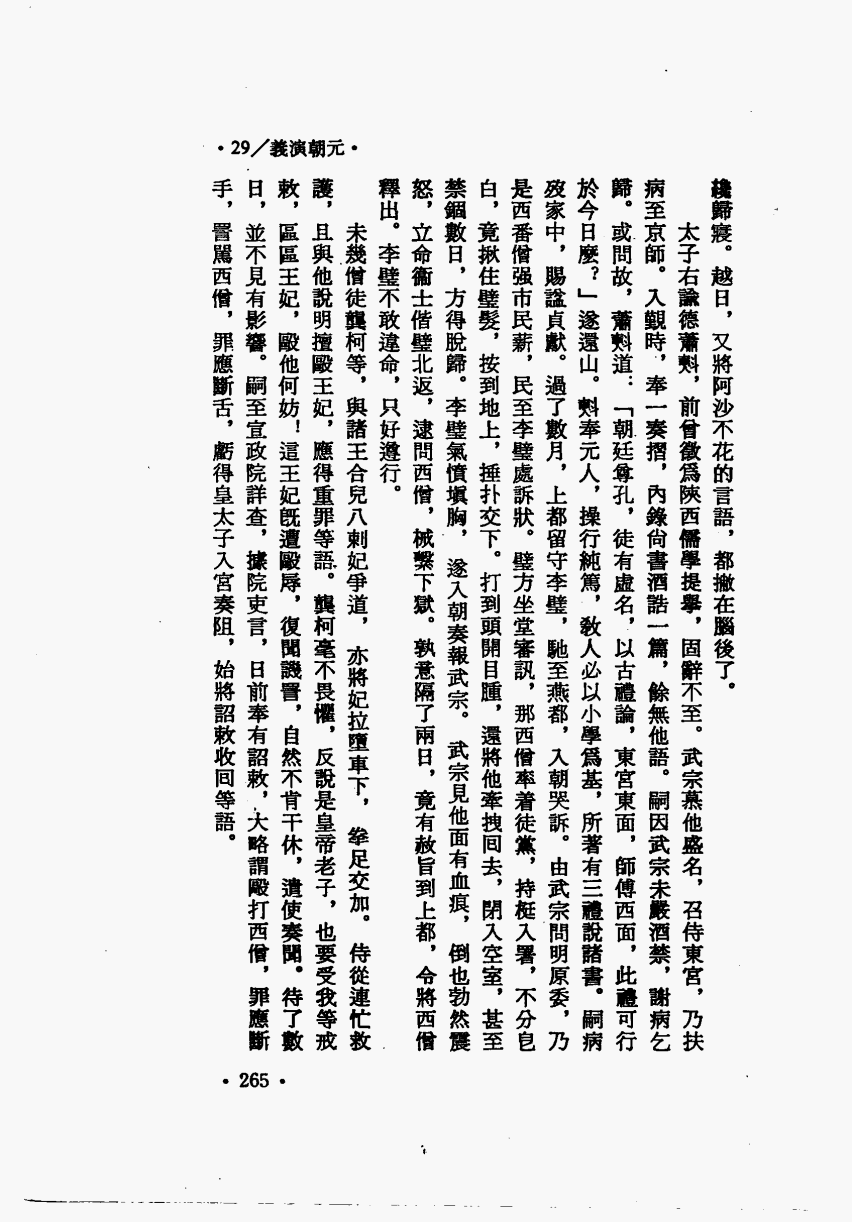 •29／義演朝元•
纔歸寢。越日，又將阿沙不花的言語，都撇在腦後了。
太子右諭德蕭㪺，前曾徵爲陝西儒學提擧，固辭不至。武宗慕他盛名，召侍東宮，乃扶
病至京師。入覲時，奉一奏摺，內錄尙書酒誥一篇，餘無他語。嗣因武宗未嚴酒禁，謝病乞
歸。或問故，蕭㪺道：「朝廷尊孔，徒有虛名，以古禮論，東宮東面，師傅西面，此禮可行
於今日麼？」遂還山。㪺奉元人，操行純篤，敎人必以小學爲基，所著有三禮說諸書。嗣病
歿家中，賜諡貞獻。過了數月，上都留守李璧，馳至燕都，入朝哭訴。由武宗問明原委，乃
是西番僧强市民薪，民至李璧處訴狀。璧方坐堂審訊，那西僧率着徒黨，持梃入署，不分皀
白，竟揪住璧髮，按到地上，捶扑交下。打到頭開目腫，還將他牽拽回去，閉入空室，甚至
禁錮數日，方得脫歸。李璧氣憤塡胸，遂入朝奏報武宗。武宗見他面有血痕，倒也勃然震
怒，立命衞士偕璧北返，逮問西僧，械繫下獄。孰意隔了兩日，竟有赦旨到上都，令將西僧
釋出。李璧不敢違命，只好遵行。
未幾僧徒龔柯等，與諸王合兒八剌妃爭道，亦將妃拉墮車下，拳足交加。侍從連忙救
護，且與他說明擅毆王妃，應得重罪等語。龔柯毫不畏懼，反說是皇帝老子，也要受我等戒
敕，區區王妃，毆他何妨！這王妃旣遭毆辱，復聞譏詈，自然不肯干休，遣使奏聞。待了數
日，並不見有影響。嗣至宣政院詳查，據院吏言，日前奉有詔敕，大略謂毆打西僧，罪應斷
手，詈駡西僧，罪應斷舌，虧得皇太子入宮奏阻，始將詔敕收回等語。
•265•